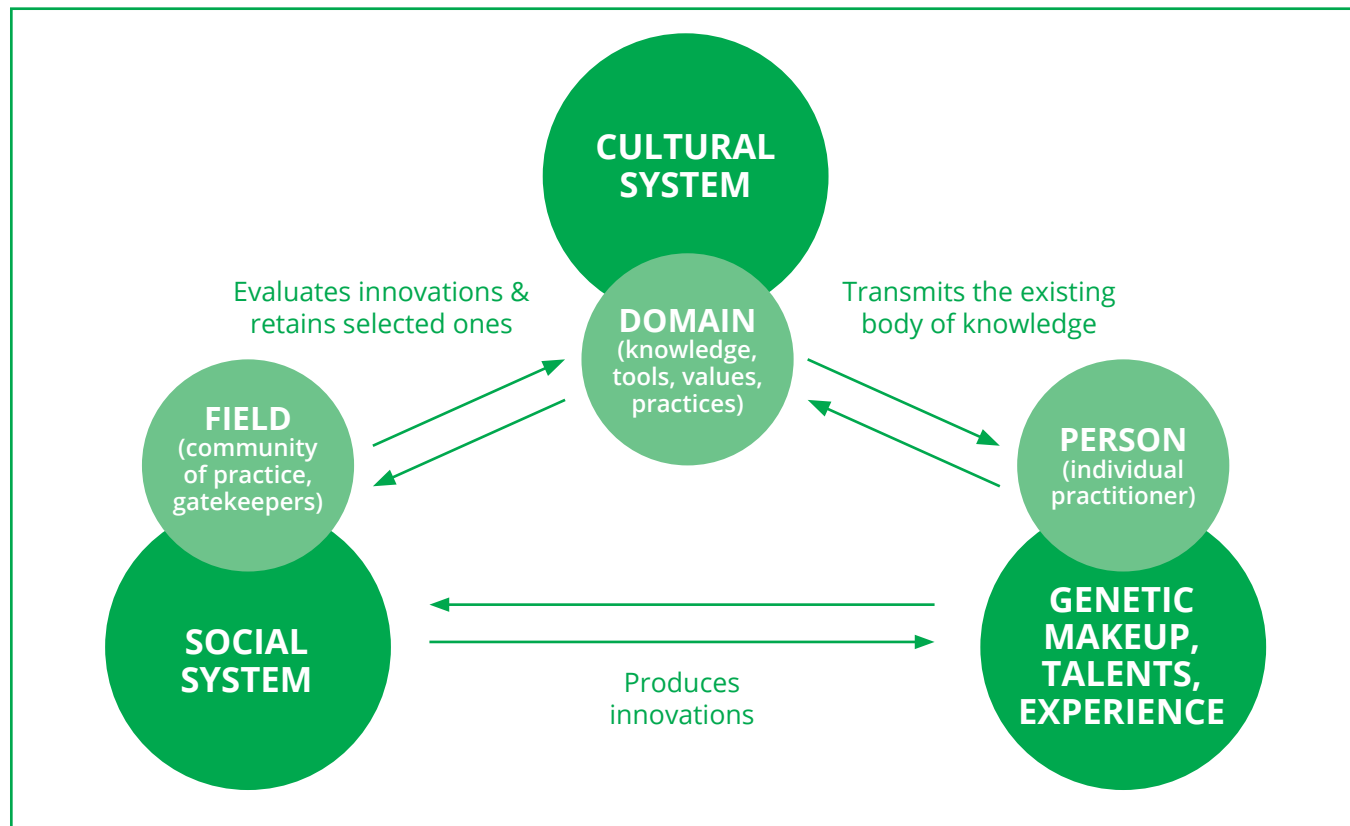 CULTURAL
SYSTEM
Evaluates innovations &
retains selected ones
DOMAIN
(knowledge,
tools, values,
practices)
Transmits the existing
body of knowledge
FIELD
(community
of practice,
gatekeepers)
PERSON
(individual
practitioner)
SOCIAL
SYSTEM
Produces
innovations
GENETIC
MAKEUP,
TALENTS,
EXPERIENCE